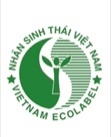 NHÃN SINH THÁI VIỆT NAM
VIETNAM ECOLABEL